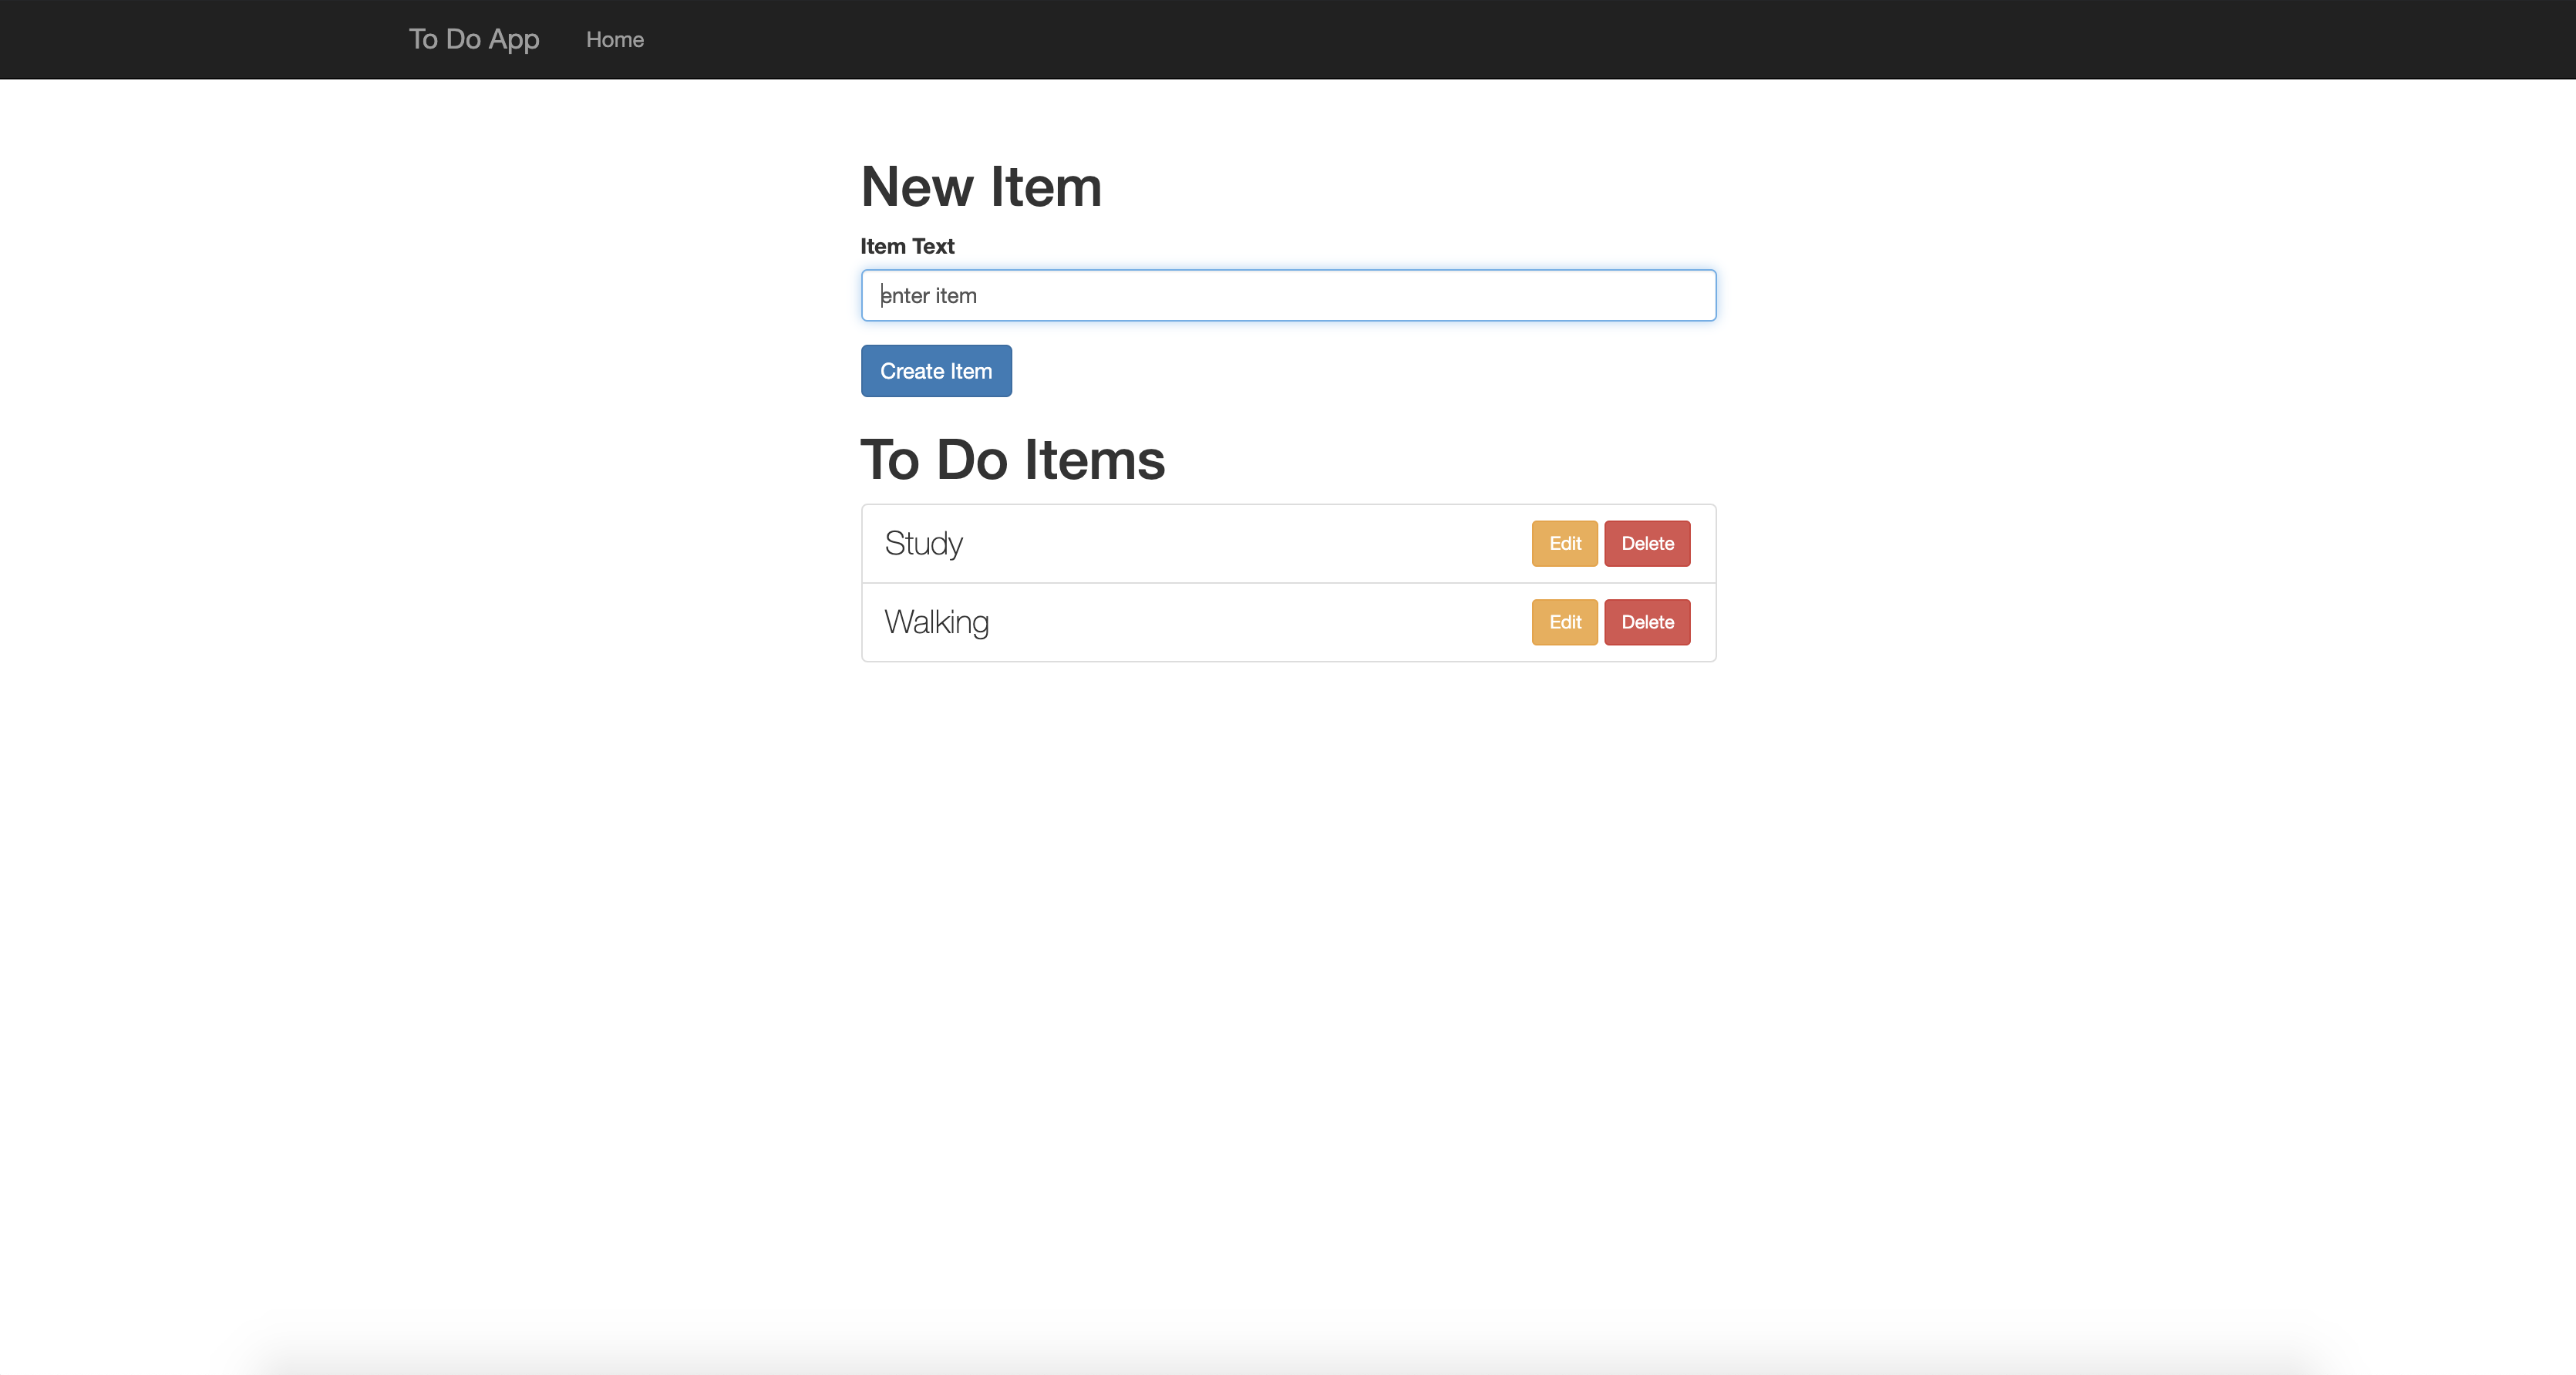 To Do App Home
New Item
Item Text
enter item
Create Item
To Do Items
Study Edit Delete
Walking Edit Delete